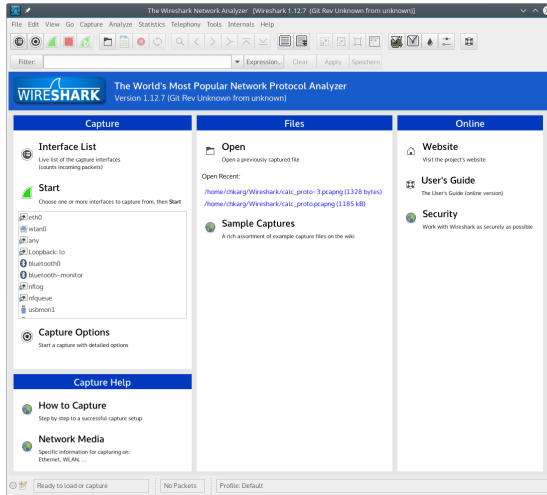 The Wireshark Network Analyzer [Wireshark 1.12.7 (Git Rev Unknown from unknown)]
File Edit View Go Capture Analyze Statistics Telephony Tools Internals Help
Filter: Expression... Clear Apply Speichern
WIRESHARK
The World's Most Popular Network Protocol Analyzer
Version 1.12.7 (Git Rev Unknown from unknown)
Capture
Interface List
Live list of the capture interfaces
(counts incoming packets)
Start
Choose one or more interfaces to capture from, then Start
eth0
wlan0
any
Loopback: lo
bluetooth0
bluetooth-monitor
nflog
nfqueue
usbmon1
Capture Options
Start a capture with detailed options
Capture Help
How to Capture
Step by step to a successful capture setup
Network Media
Specific information for capturing on:
Ethernet, WLAN, ...
Files
Open
Open a previously captured file
Open Recent:
/home/chkarg/Wireshark/calc_proto-3.pcapng (1328 bytes)
/home/chkarg/Wireshark/calc_proto.pcapng (1185 kB)
Sample Captures
A rich assortment of example capture files on the wiki
Online
Website
Visit the project's website
User's Guide
The User's Guide (online version)
Security
Work with Wireshark as securely as possible
Ready to load or capture
No Packets
Profile: Default